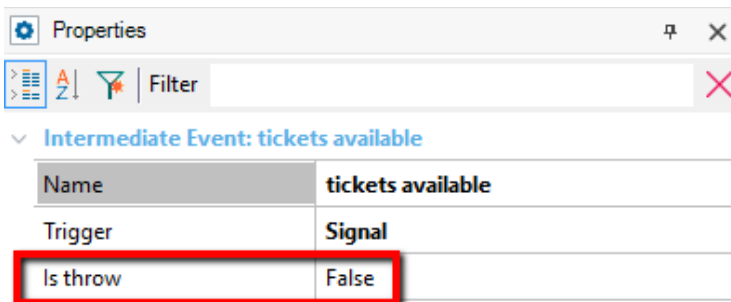 Properties
A Z Filter
Intermediate Event: tickets available
Name tickets available
Trigger Signal
Is throw False